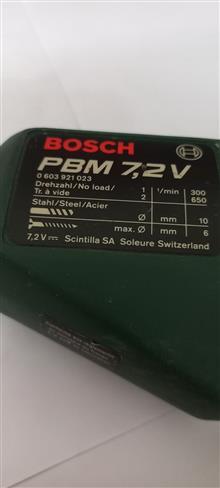 BOSCH
PBM 7,2 V
0 603 921 023
Drehzahl/No load/ 1 1/min 300
Tr. à vide 2 650
Stahl/Steel/Acier
Ø mm 10
max. Ø mm 6
7,2 V⎓ Scintilla SA Soleure Switzerland